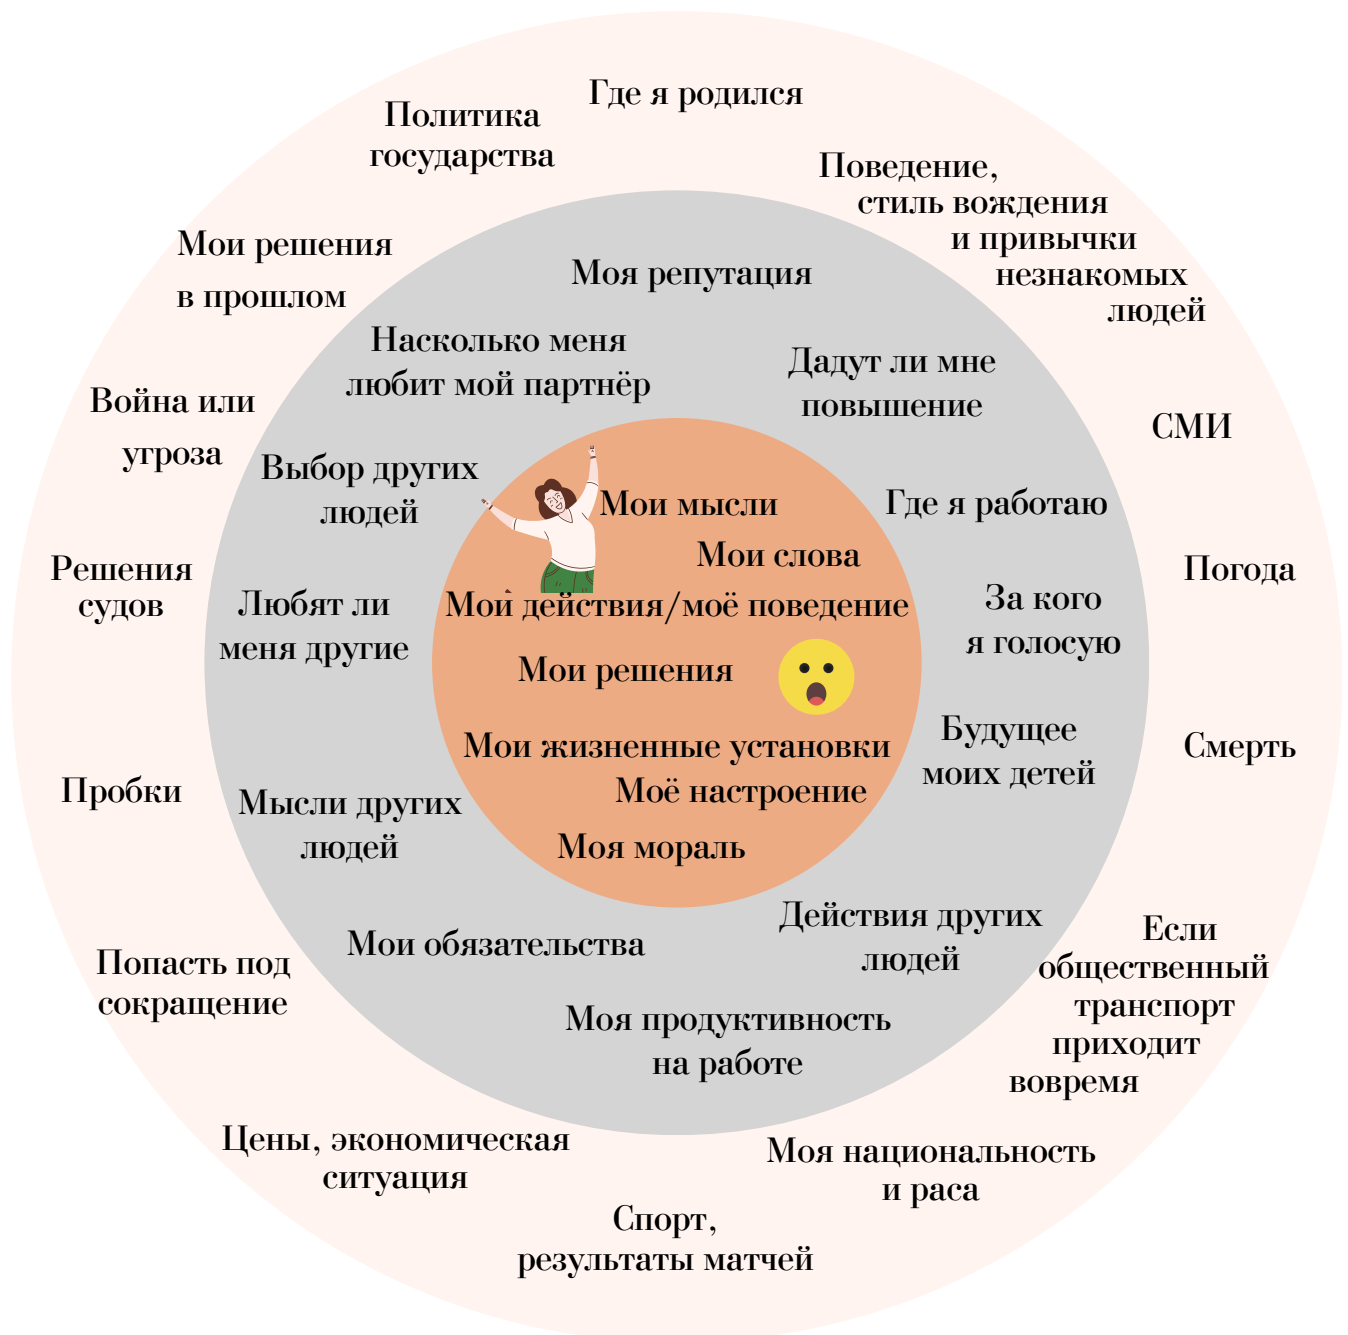 Где я родился
Политика
государства
Поведение,
стиль вождения
и привычки
незнакомых
людей
Мои решения
в прошлом
Моя репутация
Насколько меня
любит мой партнёр
Дадут ли мне
повышение
Война или
угроза
СМИ
Выбор других
людей
Мои мысли
Где я работаю
Мои слова
Решения
судов
Погода
Любят ли
меня другие
Мои действия/моё поведение
За кого
я голосую
Мои решения
Будущее
моих детей
Мои жизненные установки
Смерть
Пробки
Моё настроение
Мысли других
людей
Моя мораль
Действия других
людей
Мои обязательства
Если
общественный
транспорт
приходит
вовремя
Попасть под
сокращение
Моя продуктивность
на работе
Цены, экономическая
ситуация
Моя национальность
и раса
Спорт,
результаты матчей